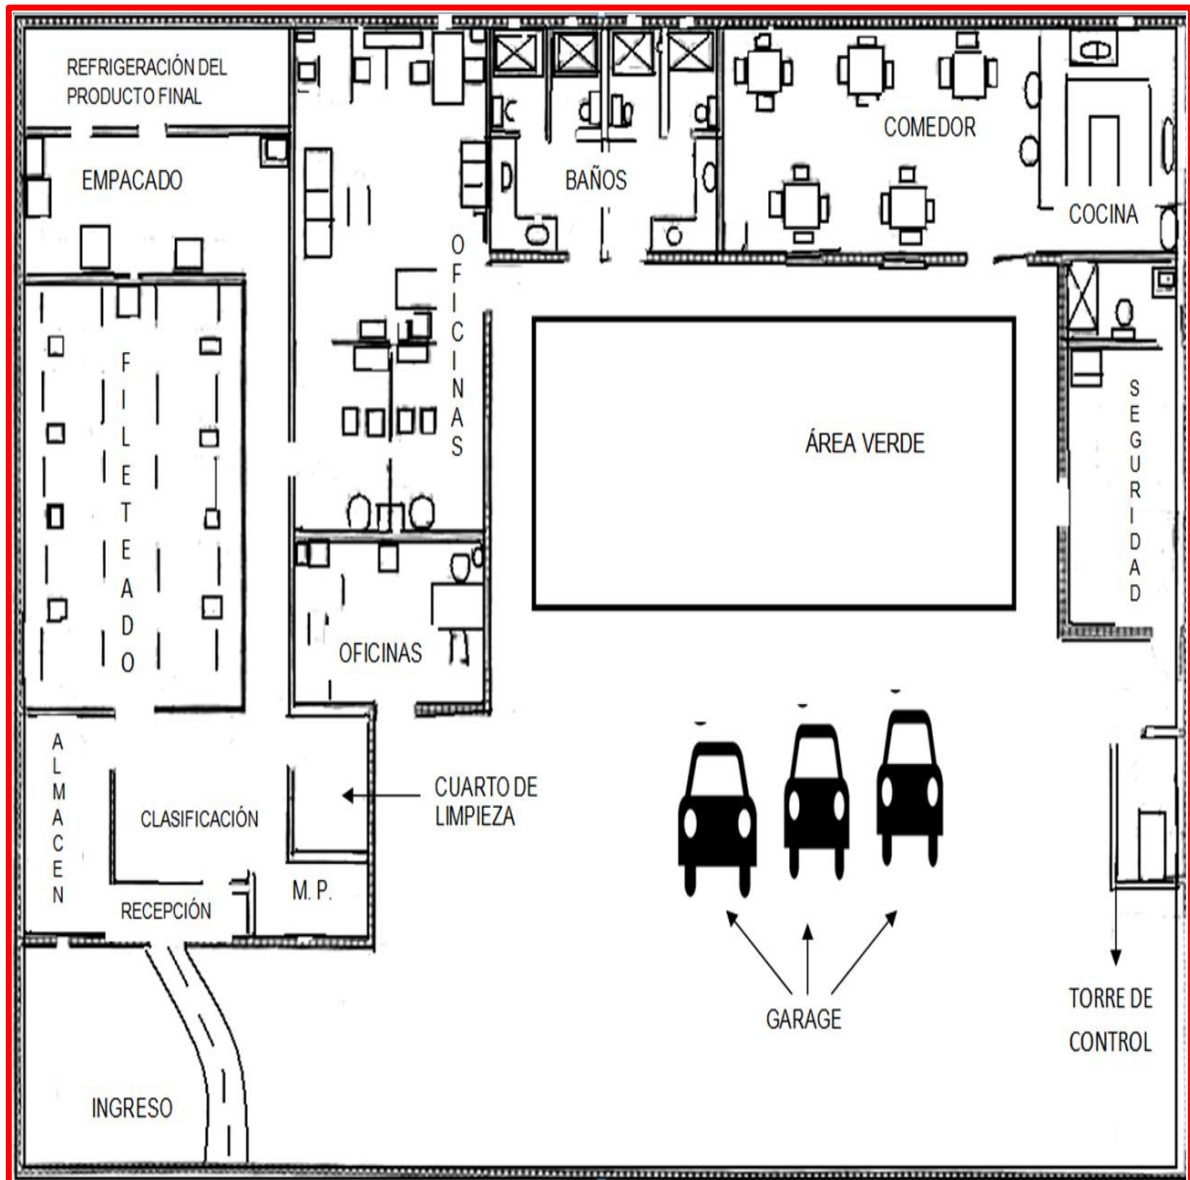 REFRIGERACIÓN DEL
PRODUCTO FINAL
EMPACADO
BAÑOS
COMEDOR
COCINA
OFICINAS
FILETEADO
ÁREA VERDE
SEGURIDAD
OFICINAS
ALMACEN
CLASIFICACIÓN
CUARTO DE
LIMPIEZA
M. P.
RECEPCIÓN
GARAGE
TORRE DE
CONTROL
INGRESO